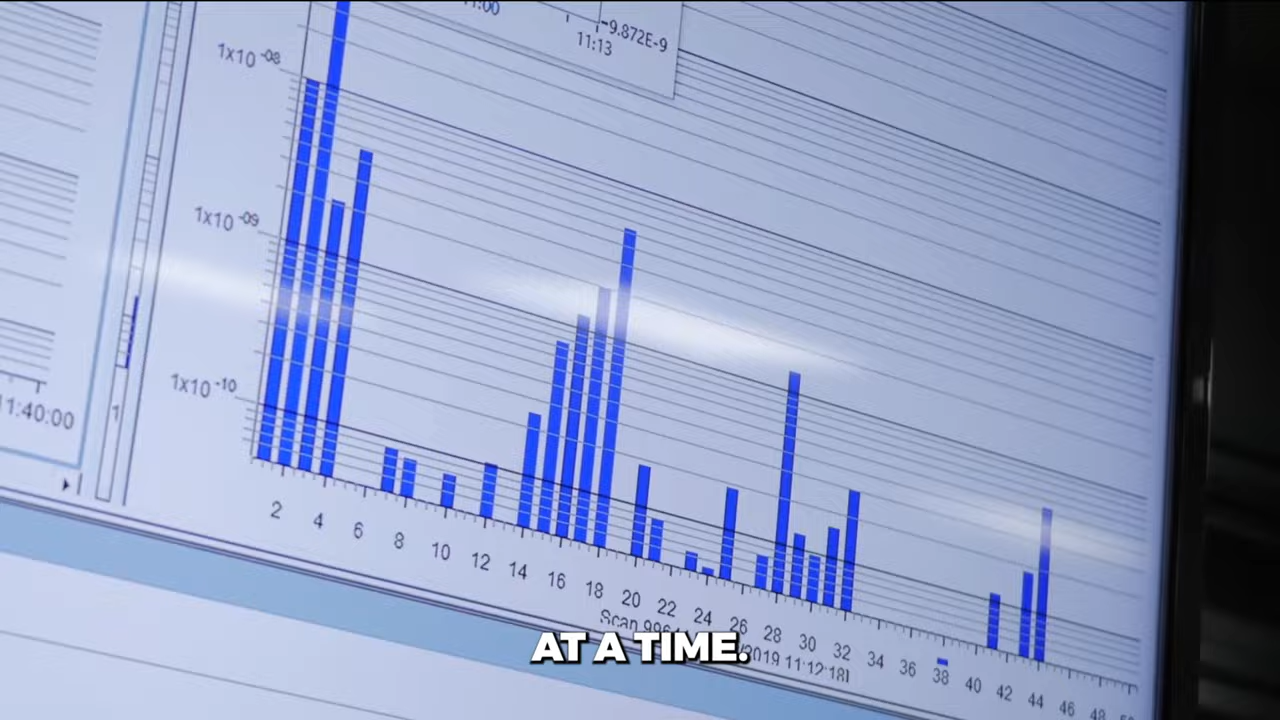 -9.872E-9
11:13
1x10 -08
1x10 -09
1x10 -10
11:40:00
1
2 4 6 8 10 12 14 16 18 20 22 24 26 28 30 32 34 36 38 40 42 44 46 48
Scan
/2019 11:12:18]
AT A TIME.